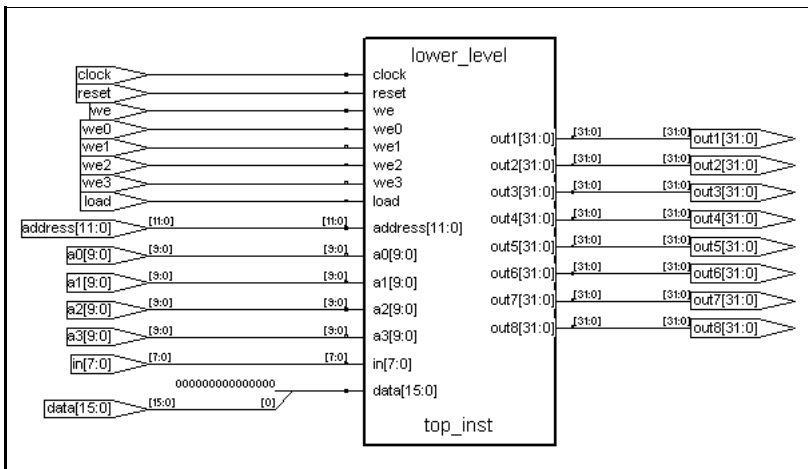 lower_level
clock clock
reset reset
we we
we0 we0 out1[31:0] [31:0] [31:0] out1[31:0]
we1 we1 out2[31:0] [31:0] [31:0] out2[31:0]
we2 we2 out3[31:0] [31:0] [31:0] out3[31:0]
we3 we3
load load out4[31:0] [31:0] [31:0] out4[31:0]
address[11:0] [11:0] [11:0] address[11:0] out5[31:0] [31:0] [31:0] out5[31:0]
a0[9:0] [9:0] [9:0] a0[9:0] out6[31:0] [31:0] [31:0] out6[31:0]
a1[9:0] [9:0] [9:0] a1[9:0] out7[31:0] [31:0] [31:0] out7[31:0]
a2[9:0] [9:0] [9:0] a2[9:0] out8[31:0] [31:0] [31:0] out8[31:0]
a3[9:0] [9:0] [9:0] a3[9:0]
in[7:0] [7:0] [7:0] in[7:0]
000000000000000 data[15:0]
data[15:0] [15:0] [0]
top_inst